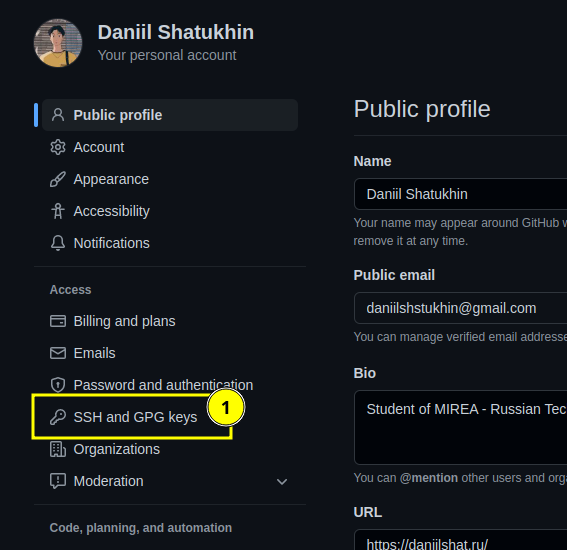 Daniil Shatukhin
Your personal account
Public profile
Account
Appearance
Accessibility
Notifications
Access
Billing and plans
Emails
Password and authentication
1
SSH and GPG keys
Organizations
Moderation
Code, planning, and automation
Public profile
Name
Daniil Shatukhin
Your name may appear around GitHub
remove it at any time.
Public email
daniilshstukhin@gmail.com
You can manage verified email addresse
Bio
Student of MIREA - Russian Tec
You can @mention other users and orga
URL
https://daniilshat.ru/